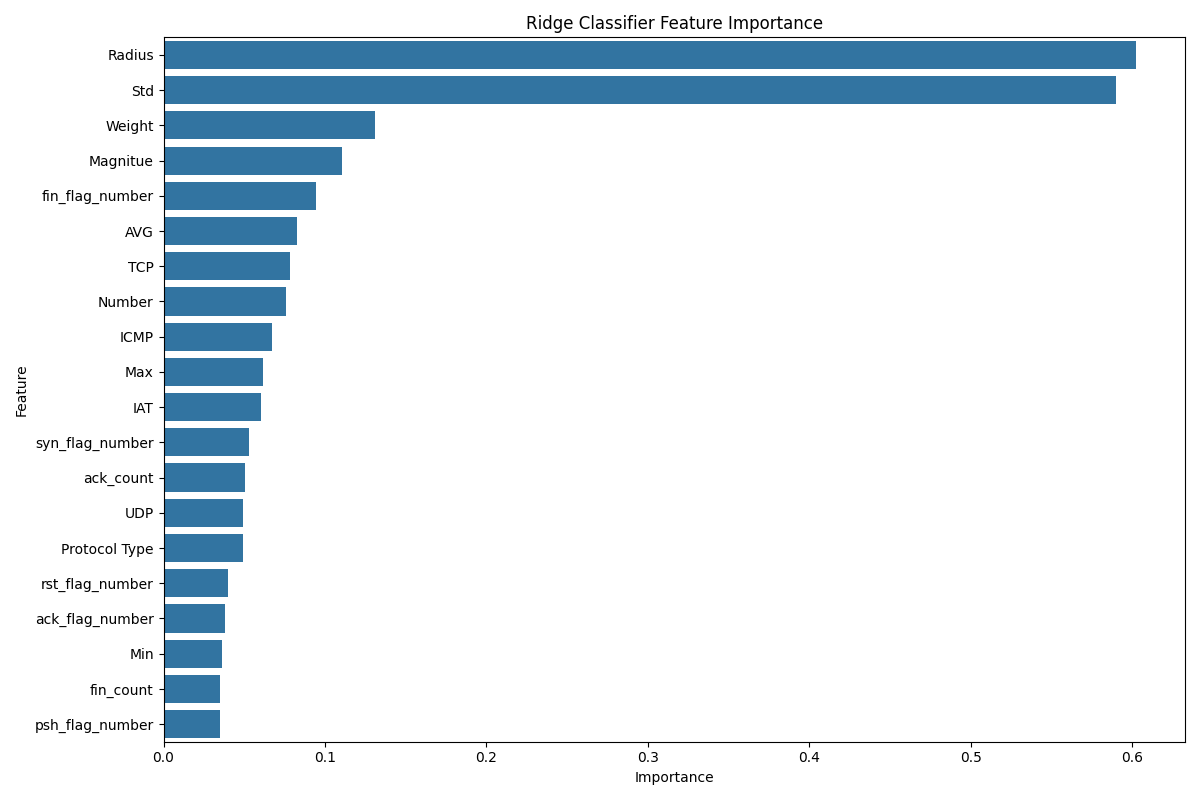 Ridge Classifier Feature Importance
Feature
Radius
Std
Weight
Magnitue
fin_flag_number
AVG
TCP
Number
ICMP
Max
IAT
syn_flag_number
ack_count
UDP
Protocol Type
rst_flag_number
ack_flag_number
Min
fin_count
psh_flag_number
0.0 0.1 0.2 0.3 0.4 0.5 0.6
Importance